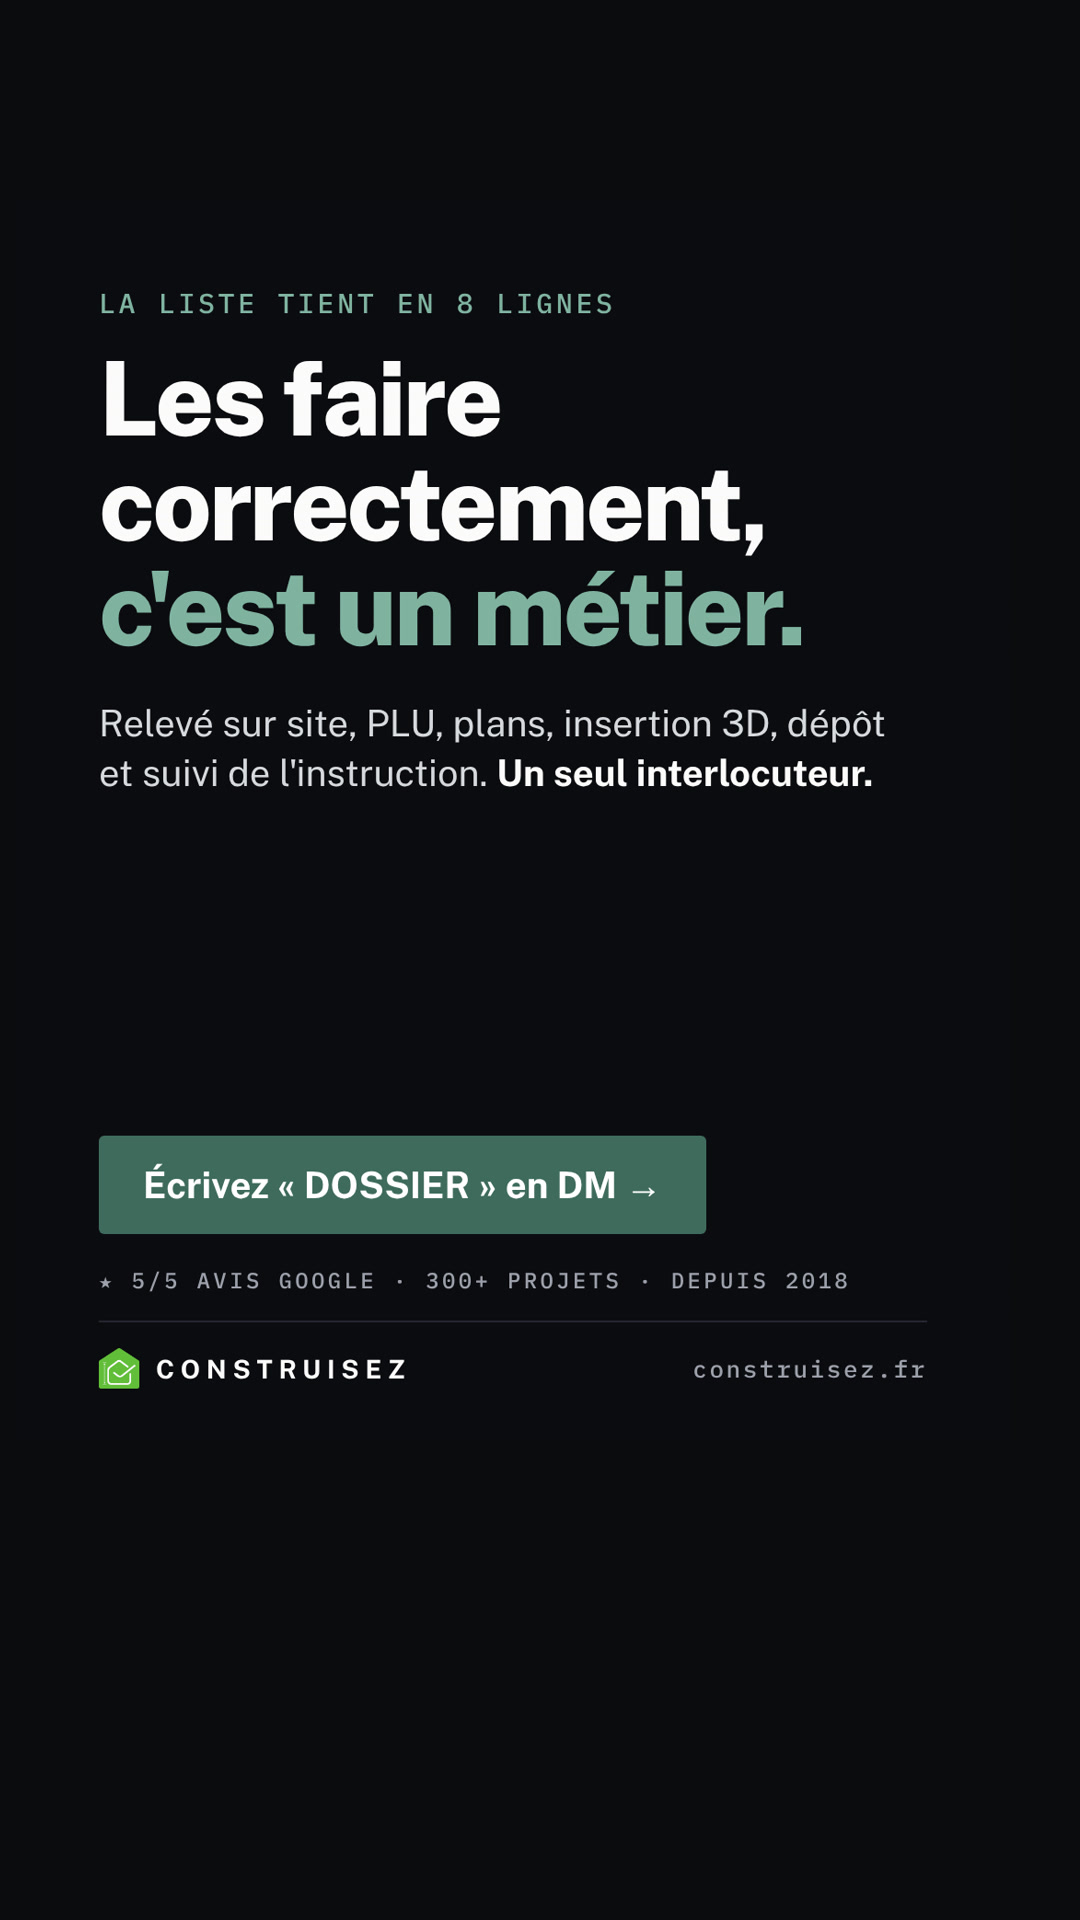 LA LISTE TIENT EN 8 LIGNES
Les faire
correctement,
c'est un métier.
Relevé sur site, PLU, plans, insertion 3D, dépôt
et suivi de l'instruction. Un seul interlocuteur.
Écrivez « DOSSIER » en DM →
★ 5/5 AVIS GOOGLE · 300+ PROJETS · DEPUIS 2018
CONSTRUISEZ
construisez.fr